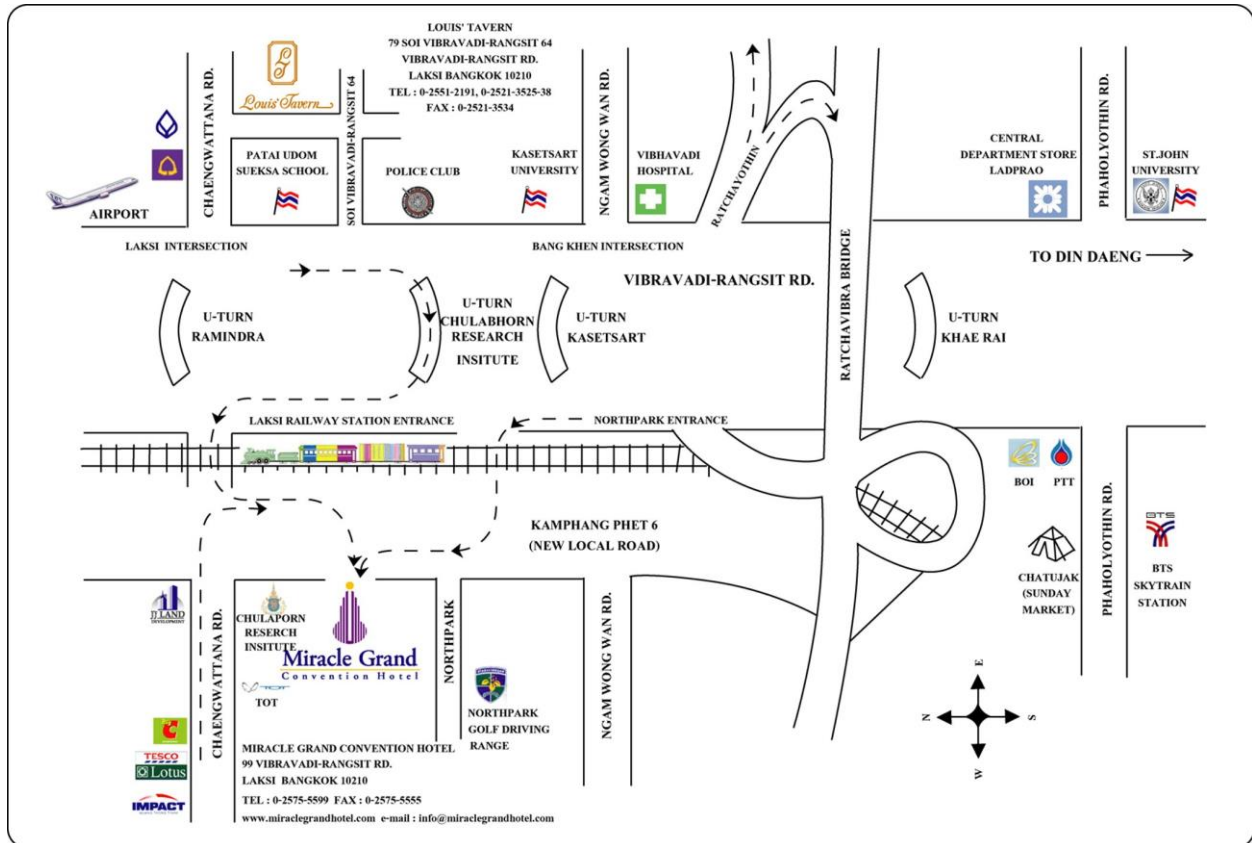 LOUIS' TAVERN
79 SOI VIBRAVADI-RANGSIT 64
VIBRAVADI-RANGSIT RD.
LAKSI BANGKOK 10210
TEL : 0-2551-2191, 0-2521-3525-38
FAX : 0-2521-3534
CHAENGWATTANA RD.
Louis' Tavern
SOI VIBRAVADI-RANGSIT 64
NGAM WONG WAN RD.
RATCHAYOTHIN
PHAHOLYOTHIN RD.
AIRPORT
PATAI UDOM
SUEKSA SCHOOL
POLICE CLUB
KASETSART
UNIVERSITY
VIBHAVADI
HOSPITAL
CENTRAL
DEPARTMENT STORE
LADPRAO
ST.JOHN
UNIVERSITY
LAKSI INTERSECTION
BANG KHEN INTERSECTION
VIBRAVADI-RANGSIT RD.
TO DIN DAENG
RATCHAVIBRA BRIDGE
U-TURN
RAMINDRA
U-TURN
CHULABHORN
RESEARCH
INSITUTE
U-TURN
KASETSART
U-TURN
KHAE RAI
LAKSI RAILWAY STATION ENTRANCE
NORTHPARK ENTRANCE
BOI
PTT
KAMPHANG PHET 6
(NEW LOCAL ROAD)
PHAHOLYOTHIN RD.
BTS
BTS
SKYTRAIN
STATION
CHATUJAK
(SUNDAY
MARKET)
JJ LAND
DEVELOPMENT
CHAENGWATTANA RD.
CHULAPORN
RESERCH
INSITUTE
Miracle Grand
Convention Hotel
TOT
NORTHPARK
NORTHPARK
GOLF DRIVING
RANGE
NGAM WONG WAN RD.
C
TESCO
Lotus
IMPACT
MIRACLE GRAND CONVENTION HOTEL
99 VIBRAVADI-RANGSIT RD.
LAKSI BANGKOK 10210
TEL : 0-2575-5599 FAX : 0-2575-5555
www.miraclegrandhotel.com e-mail : info@miraclegrandhotel.com
E
N
S
W